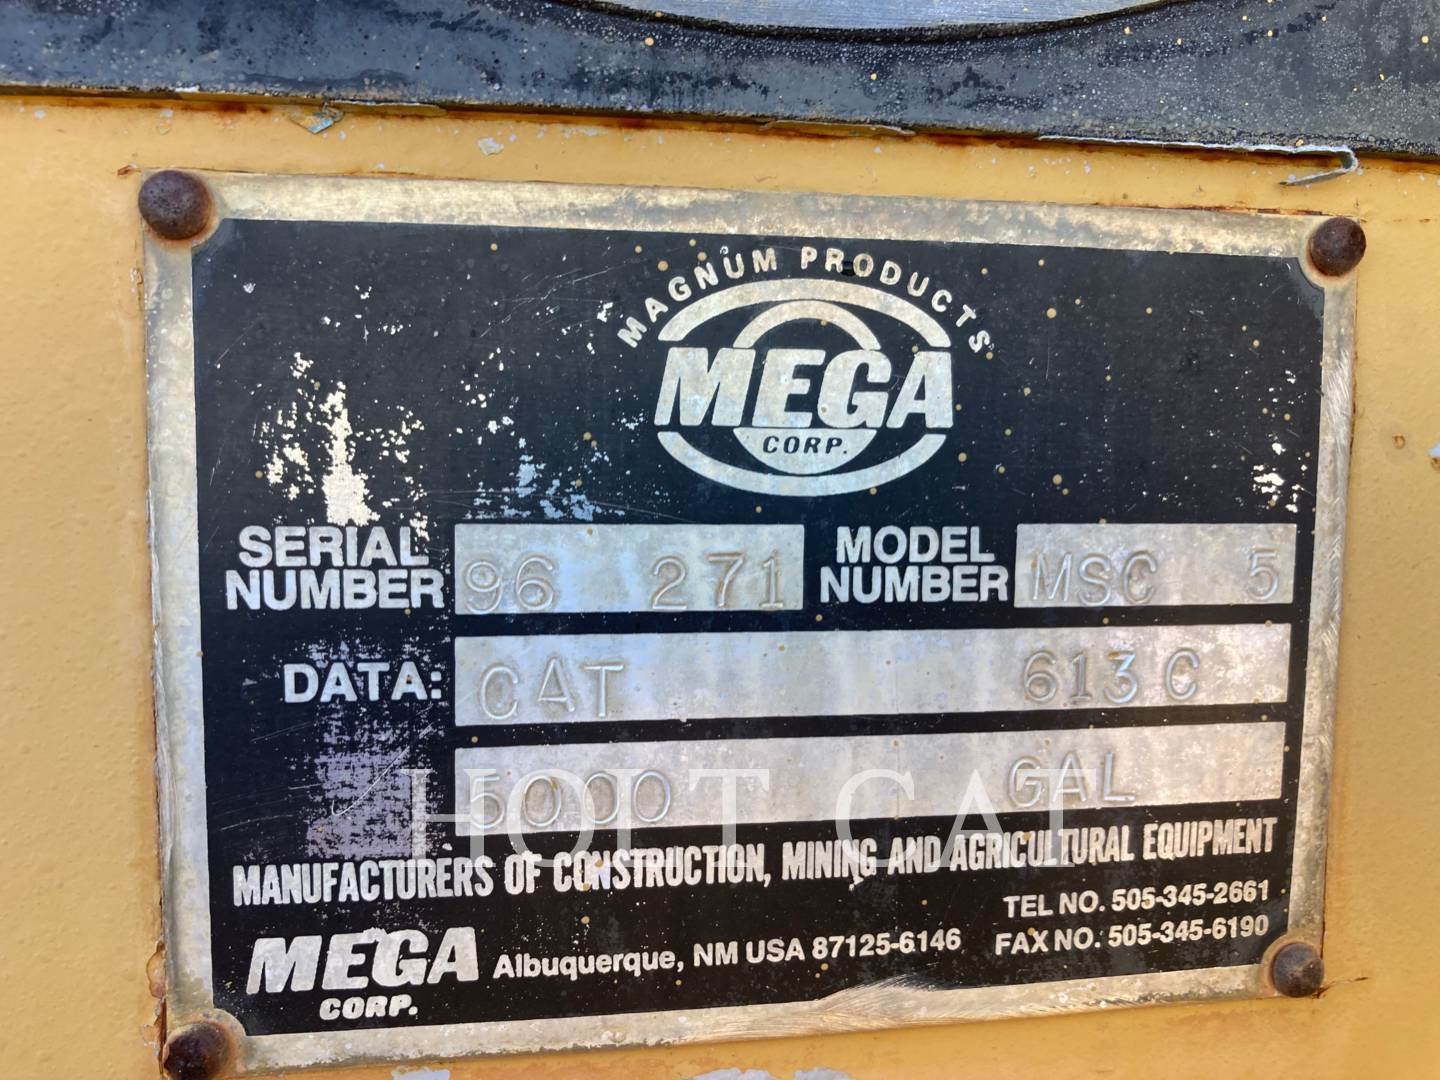 MAGNUM PRODUCTS
MEGA
CORP.
SERIAL NUMBER 96 271 MODEL NUMBER MSC 5
DATA: CAT 613C
5000 GAL
HOLT CAT
MANUFACTURERS OF CONSTRUCTION, MINING AND AGRICULTURAL EQUIPMENT
TEL NO. 505-345-2661
MEGA CORP. Albuquerque, NM USA 87125-6146 FAX NO. 505-345-6190